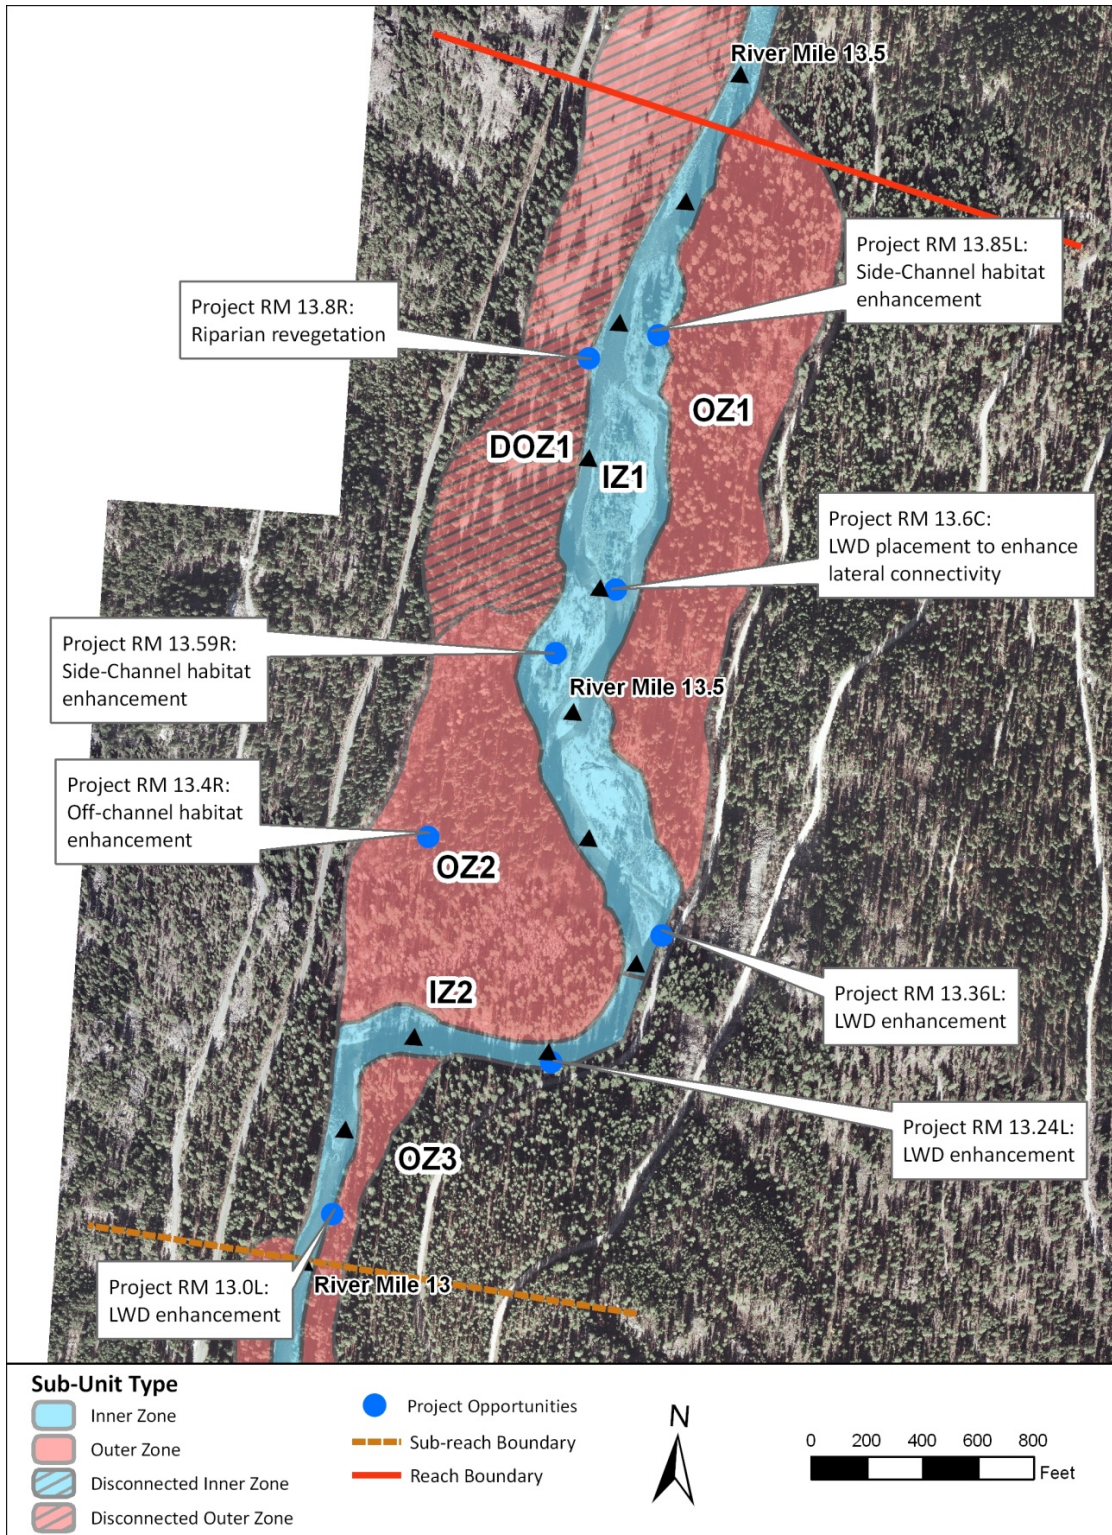 River Mile 13.5
Project RM 13.85L:
Side-Channel habitat
enhancement
Project RM 13.8R:
Riparian revegetation
OZ1
DOZ1
IZ1
Project RM 13.6C:
LWD placement to enhance
lateral connectivity
Project RM 13.59R:
Side-Channel habitat
enhancement
River Mile 13.5
Project RM 13.4R:
Off-channel habitat
enhancement
OZ2
IZ2
Project RM 13.36L:
LWD enhancement
Project RM 13.24L:
LWD enhancement
OZ3
River Mile 13
Project RM 13.0L:
LWD enhancement
Sub-Unit Type
Inner Zone
Outer Zone
Disconnected Inner Zone
Disconnected Outer Zone
Project Opportunities
Sub-reach Boundary
Reach Boundary
N
0 200 400 600 800
Feet